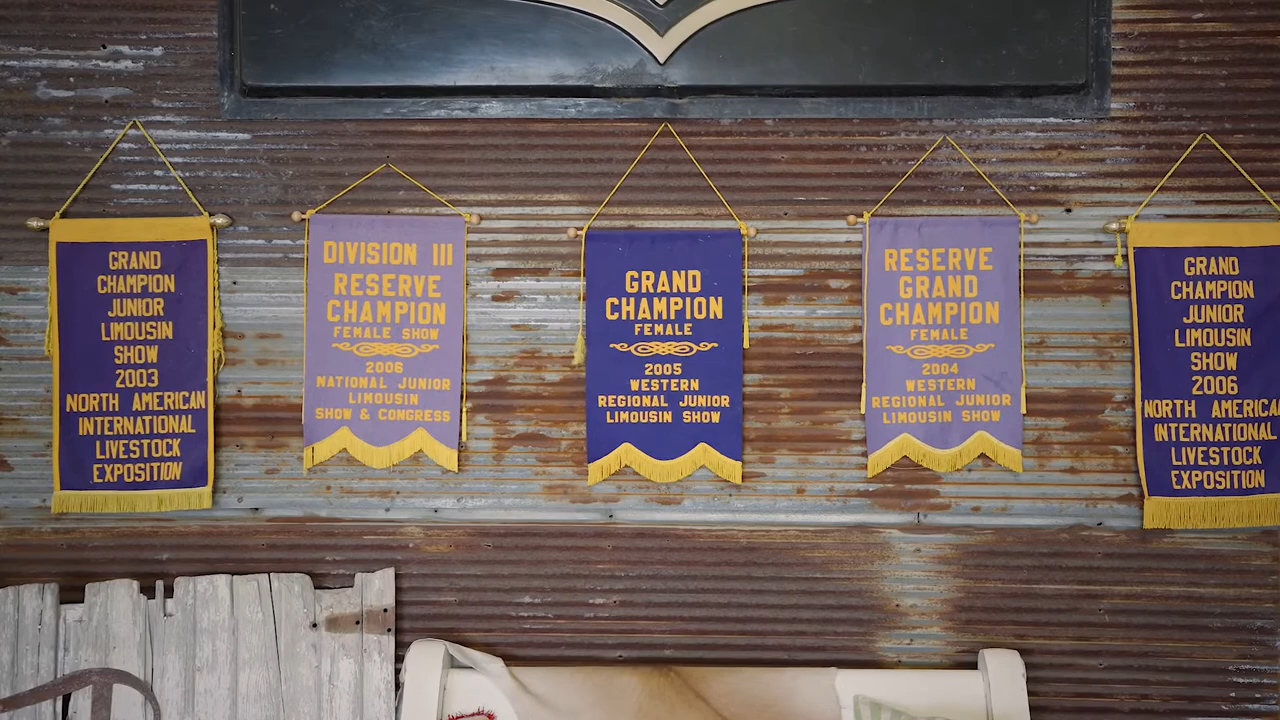 GRAND
CHAMPION
JUNIOR
LIMOUSIN
SHOW
2003
NORTH AMERICAN
INTERNATIONAL
LIVESTOCK
EXPOSITION
DIVISION III
RESERVE
CHAMPION
FEMALE SHOW
2006
NATIONAL JUNIOR
LIMOUSIN
SHOW & CONGRESS
GRAND
CHAMPION
FEMALE
2005
WESTERN
REGIONAL JUNIOR
LIMOUSIN SHOW
RESERVE
GRAND
CHAMPION
FEMALE
2004
WESTERN
REGIONAL JUNIOR
LIMOUSIN SHOW
GRAND
CHAMPION
JUNIOR
LIMOUSIN
SHOW
2006
NORTH AMERICA
INTERNATIONAL
LIVESTOCK
EXPOSITION